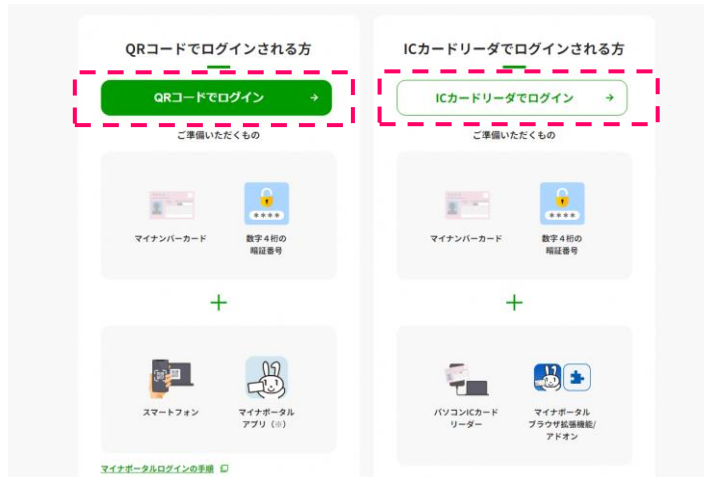 QRコードでログインされる方
QRコードでログイン →
ご準備いただくもの
マイナンバーカード
****
数字4桁の
暗証番号
+
スマートフォン
マイナポータル
アプリ（※）
マイナポータルログインの手順
ICカードリーダでログインされる方
ICカードリーダでログイン →
ご準備いただくもの
マイナンバーカード
****
数字4桁の
暗証番号
+
パソコンICカード
リーダー
マイナポータル
ブラウザ拡張機能/
アドオン